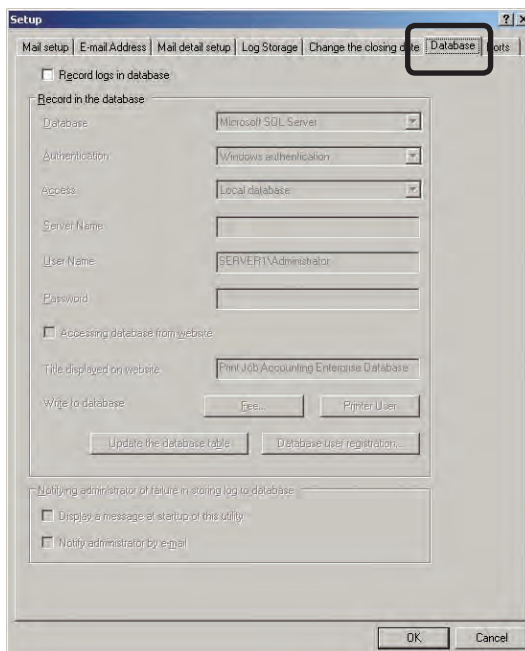 Setup
Mail setup E-mail Address Mail detail setup Log Storage Change the closing date Database Ports
Record logs in database
Record in the database
Database Microsoft SQL Server
Authentication Windows authentication
Access Local database
Server Name
User Name SERVER1\Administrator
Password
Accessing database from website
Title displayed on website Print Job Accounting Enterprise Database
Write to database Fee... Printer User
Update the database table Database user registration...
Notifying administrator of failure in storing log to database
Display a message at startup of this utility
Notify administrator by e-mail
OK Cancel